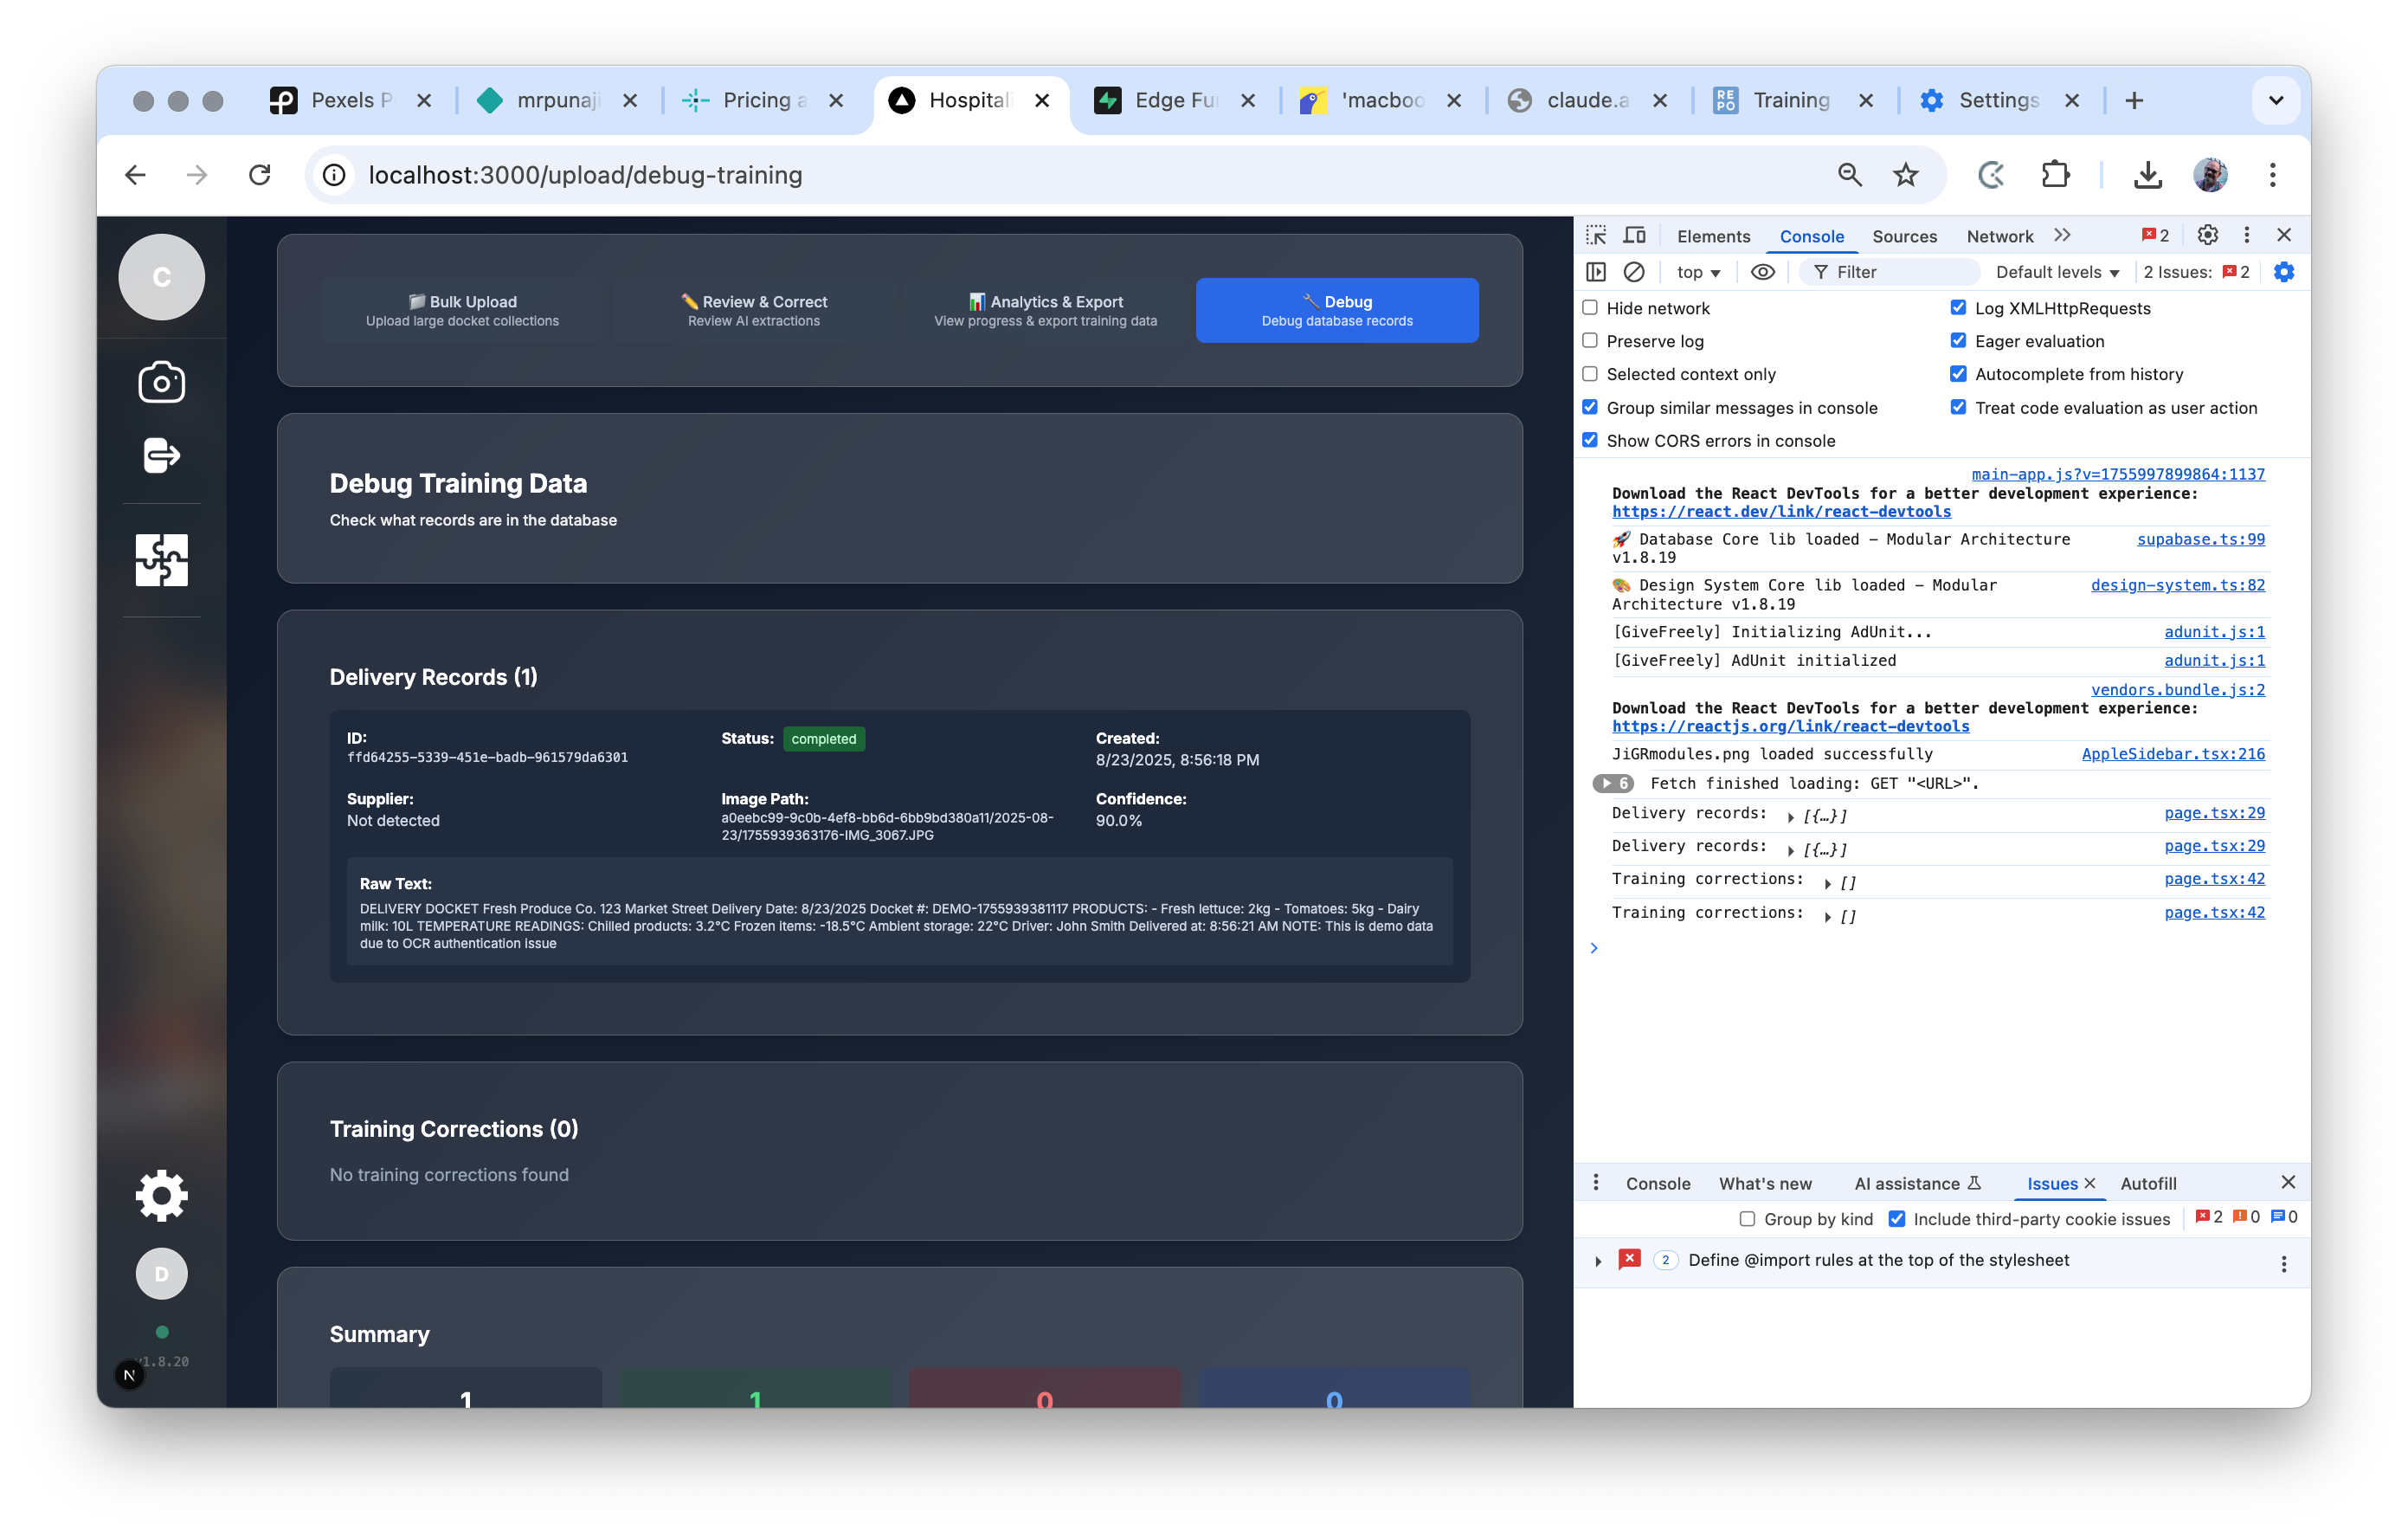 Pexels P
mrpunaji
Pricing a
Hospitali
Edge Fu
'macboo
claude.a
RE
PO
Training
Settings
localhost:3000/upload/debug-training
C
📁 Bulk Upload
Upload large docket collections
✏️ Review & Correct
Review AI extractions
📊 Analytics & Export
View progress & export training data
🔧 Debug
Debug database records
Debug Training Data
Check what records are in the database
Delivery Records (1)
ID:
ffd64255-5339-451e-badb-961579da6301
Status: completed
Created:
8/23/2025, 8:56:18 PM
Supplier:
Not detected
Image Path:
a0eebc99-9c0b-4ef8-bb6d-6bb9bd380a11/2025-08-
23/1755939363176-IMG_3067.JPG
Confidence:
90.0%
Raw Text:
DELIVERY DOCKET Fresh Produce Co. 123 Market Street Delivery Date: 8/23/2025 Docket #: DEMO-1755939381117 PRODUCTS: - Fresh lettuce: 2kg - Tomatoes: 5kg - Dairy
milk: 10L TEMPERATURE READINGS: Chilled products: 3.2°C Frozen items: -18.5°C Ambient storage: 22°C Driver: John Smith Delivered at: 8:56:21 AM NOTE: This is demo data
due to OCR authentication issue
Training Corrections (0)
No training corrections found
Summary
1
1
0
0
D
v1.8.20
N
Elements
Console
Sources
Network
2
top
Filter
Default levels
2 Issues: 2
Hide network
Log XMLHttpRequests
Preserve log
Eager evaluation
Selected context only
Autocomplete from history
Group similar messages in console
Treat code evaluation as user action
Show CORS errors in console
main-app.js?v=1755997899864:1137
Download the React DevTools for a better development experience:
https://react.dev/link/react-devtools
🚀 Database Core lib loaded - Modular Architecture supabase.ts:99
v1.8.19
🎨 Design System Core lib loaded - Modular design-system.ts:82
Architecture v1.8.19
[GiveFreely] Initializing AdUnit... adunit.js:1
[GiveFreely] AdUnit initialized adunit.js:1
vendors.bundle.js:2
Download the React DevTools for a better development experience:
https://reactjs.org/link/react-devtools
JiGRmodules.png loaded successfully AppleSidebar.tsx:216
6 Fetch finished loading: GET "<URL>".
Delivery records: ▶ [{…}] page.tsx:29
Delivery records: ▶ [{…}] page.tsx:29
Training corrections: ▶ [] page.tsx:42
Training corrections: ▶ [] page.tsx:42
Console
What's new
AI assistance
Issues
Autofill
Group by kind
Include third-party cookie issues
2 0 0
2 Define @import rules at the top of the stylesheet